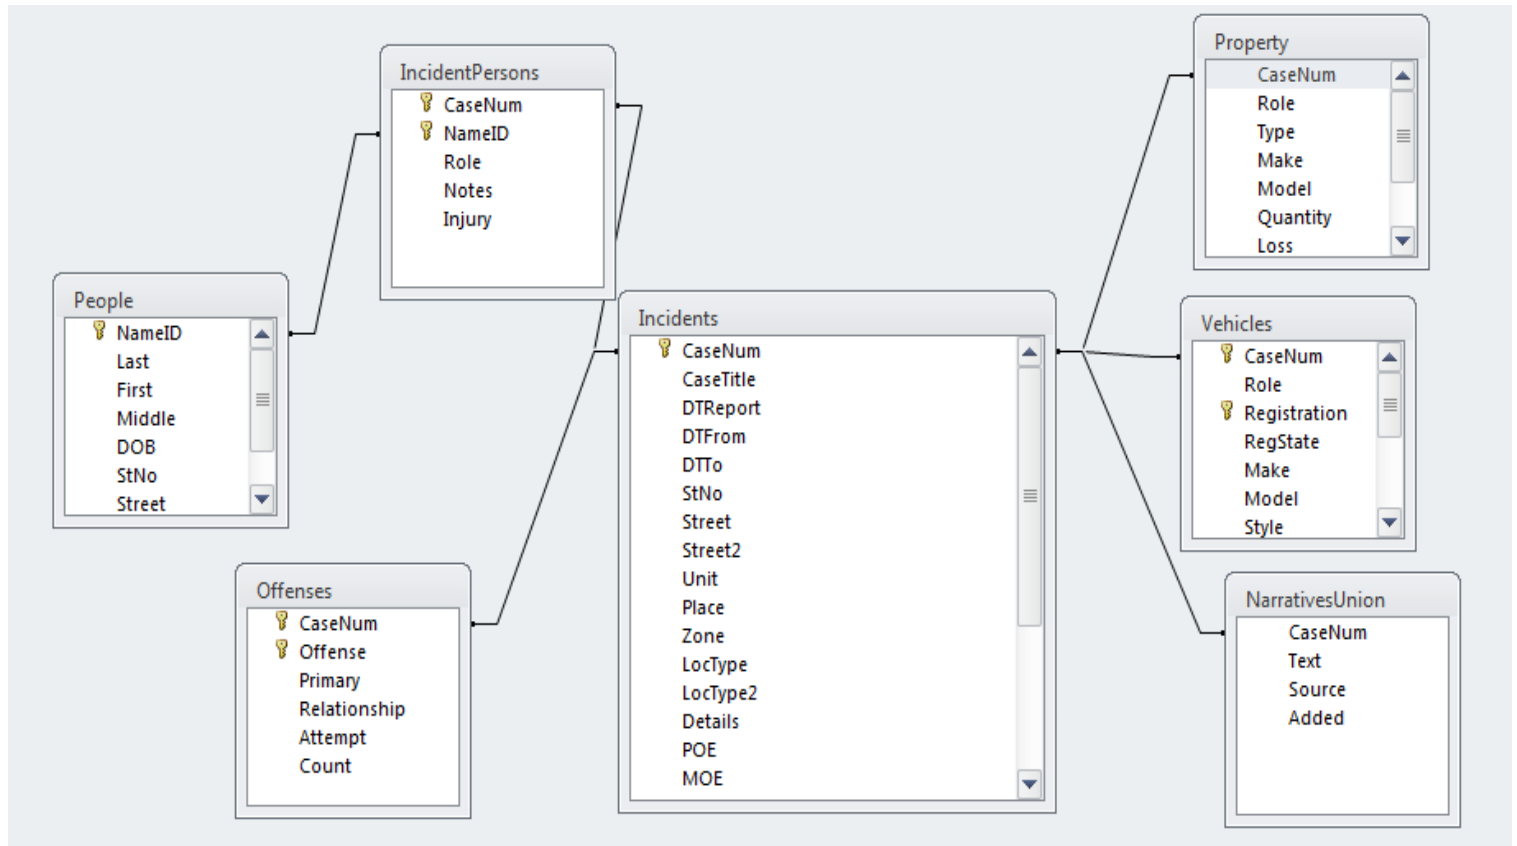 IncidentPersons
CaseNum
NameID
Role
Notes
Injury
People
NameID
Last
First
Middle
DOB
StNo
Street
Offenses
CaseNum
Offense
Primary
Relationship
Attempt
Count
Incidents
CaseNum
CaseTitle
DTReport
DTFrom
DTTo
StNo
Street
Street2
Unit
Place
Zone
LocType
LocType2
Details
POE
MOE
Property
CaseNum
Role
Type
Make
Model
Quantity
Loss
Vehicles
CaseNum
Role
Registration
RegState
Make
Model
Style
NarrativesUnion
CaseNum
Text
Source
Added